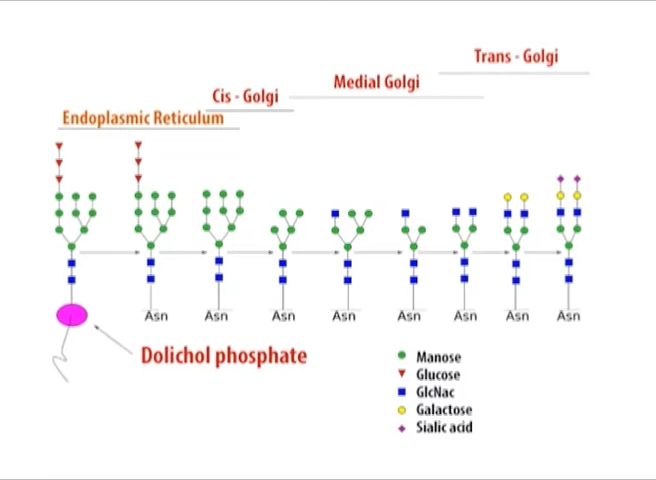 Trans - Golgi
Medial Golgi
Cis - Golgi
Endoplasmic Reticulum
Asn Asn Asn Asn Asn Asn Asn Asn
Dolichol phosphate
Manose
Glucose
GlcNac
Galactose
Sialic acid